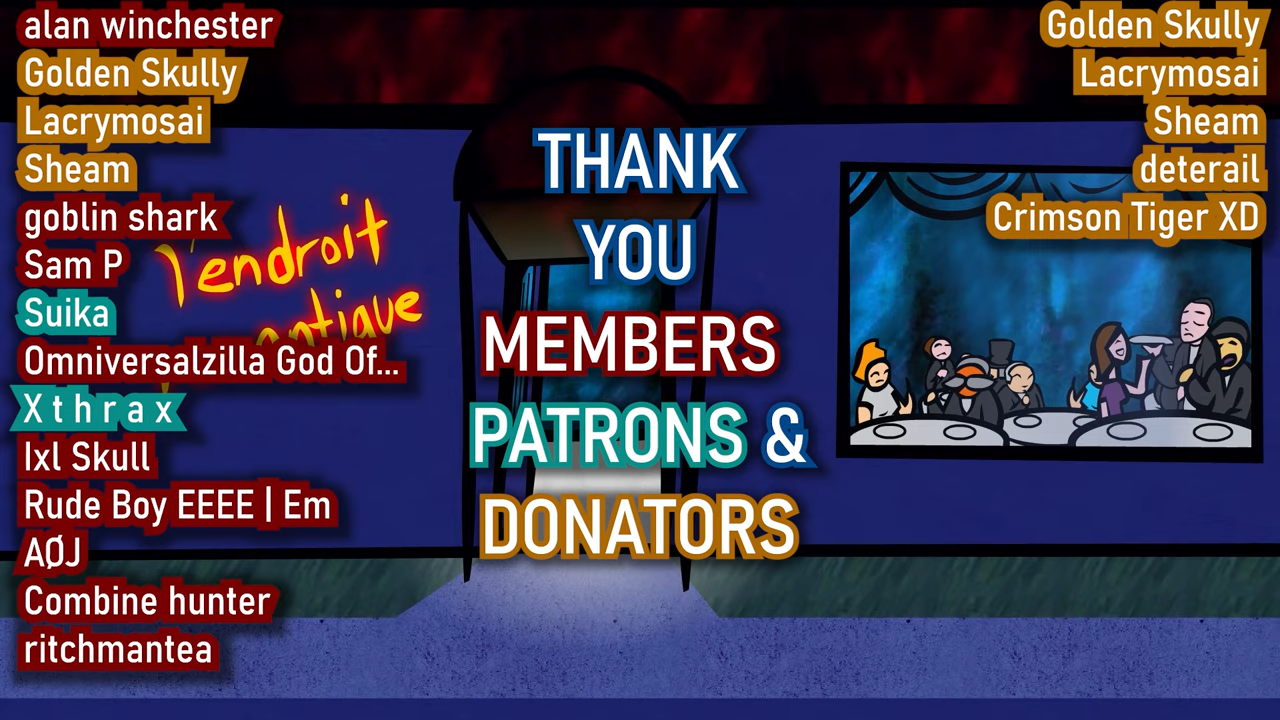 alan winchester
Golden Skully
Lacrymosai
Sheam
goblin shark
Sam P
Suika
Omniversalzilla God Of...
X t h r a x
Ixl Skull
Rude Boy EEEE | Em
AØJ
Combine hunter
ritchmantea
l'endroit
antique
THANK
YOU
MEMBERS
PATRONS &
DONATORS
Golden Skully
Lacrymosai
Sheam
deterail
Crimson Tiger XD